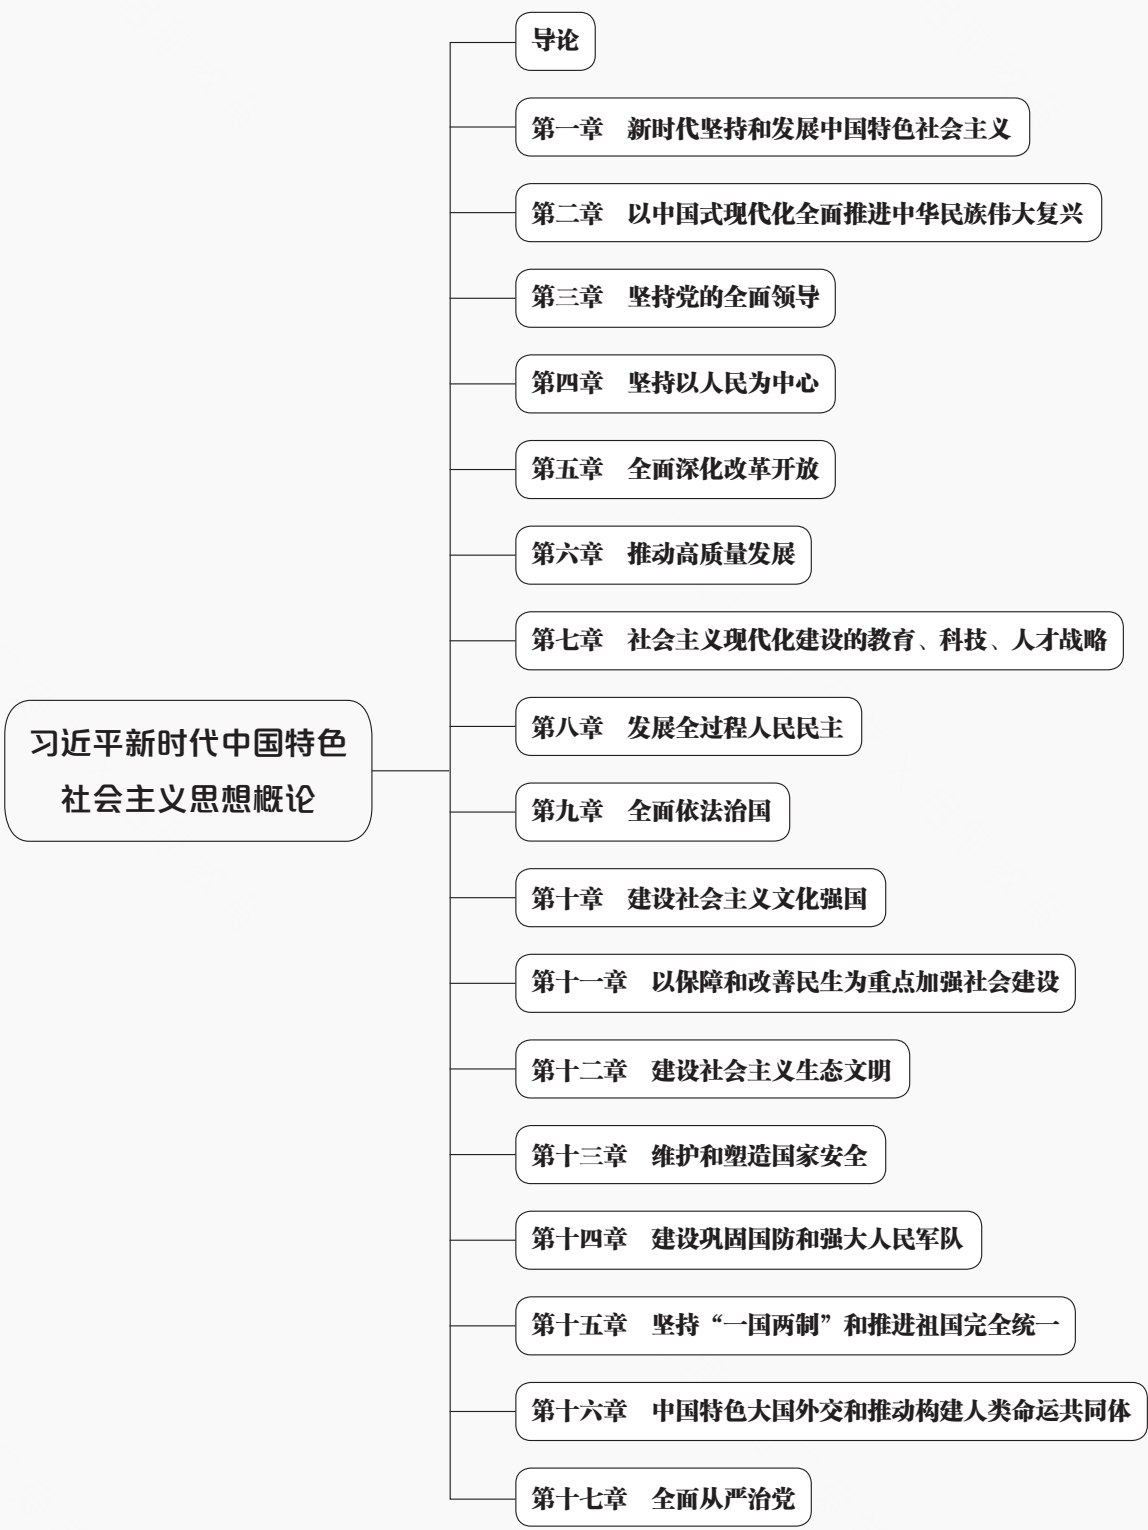 导论
第一章　新时代坚持和发展中国特色社会主义
第二章　以中国式现代化全面推进中华民族伟大复兴
第三章　坚持党的全面领导
第四章　坚持以人民为中心
第五章　全面深化改革开放
第六章　推动高质量发展
第七章　社会主义现代化建设的教育、科技、人才战略
习近平新时代中国特色
社会主义思想概论
第八章　发展全过程人民民主
第九章　全面依法治国
第十章　建设社会主义文化强国
第十一章　以保障和改善民生为重点加强社会建设
第十二章　建设社会主义生态文明
第十三章　维护和塑造国家安全
第十四章　建设巩固国防和强大人民军队
第十五章　坚持“一国两制”和推进祖国完全统一
第十六章　中国特色大国外交和推动构建人类命运共同体
第十七章　全面从严治党